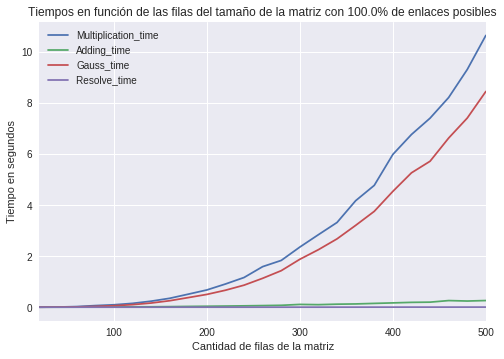 Tiempos en función de las filas del tamaño de la matriz con 100.0% de enlaces posibles
Multiplication_time
Adding_time
Gauss_time
Resolve_time
Tiempo en segundos
10
8
6
4
2
0
100
200
300
400
500
Cantidad de filas de la matriz